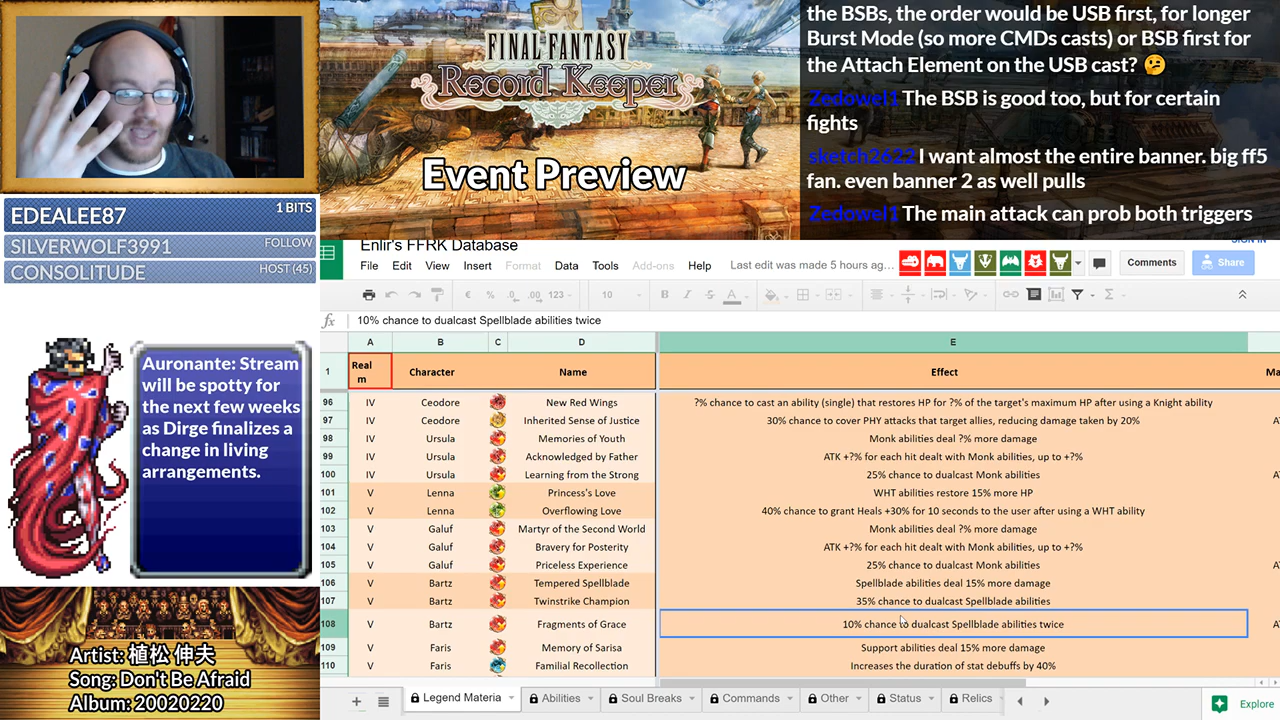 FINAL FANTASY
Record Keeper
Event Preview
the BSBs, the order would be USB first, for longer
Burst Mode (so more CMDs casts) or BSB first for
the Attach Element on the USB cast? 🤔
Zedowel1 The BSB is good too, but for certain
fights
sketch2622 I want almost the entire banner. big ff5
fan. even banner 2 as well pulls
Zedowel1 The main attack can prob both triggers
EDEALEE87 1 BITS
SILVERWOLF3991 FOLLOW
CONSOLITUDE HOST (45)
Auronante: Stream
will be spotty for
the next few weeks
as Dirge finalizes a
change in living
arrangements.
Artist: 植松 伸夫
Song: Don't Be Afraid
Album: 20020220
Enlir's FFRK Database
SIGN IN
File Edit View Insert Format Data Tools Add-ons Help Last edit was made 5 hours ag... Comments Share
€ % .0 .00 123 10 B I S A Σ
fx 10% chance to dualcast Spellblade abilities twice
A B C D E
1 Real
m Character Name Effect Ma
96 IV Ceodore New Red Wings ?% chance to cast an ability (single) that restores HP for ?% of the target's maximum HP after using a Knight ability
97 IV Ceodore Inherited Sense of Justice 30% chance to cover PHY attacks that target allies, reducing damage taken by 20%
98 IV Ursula Memories of Youth Monk abilities deal ?% more damage
99 IV Ursula Acknowledged by Father ATK +?% for each hit dealt with Monk abilities, up to +?%
100 IV Ursula Learning from the Strong 25% chance to dualcast Monk abilities
101 V Lenna Princess's Love WHT abilities restore 15% more HP
102 V Lenna Overflowing Love 40% chance to grant Heals +30% for 10 seconds to the user after using a WHT ability
103 V Galuf Martyr of the Second World Monk abilities deal ?% more damage
104 V Galuf Bravery for Posterity ATK +?% for each hit dealt with Monk abilities, up to +?%
105 V Galuf Priceless Experience 25% chance to dualcast Monk abilities
106 V Bartz Tempered Spellblade Spellblade abilities deal 15% more damage
107 V Bartz Twinstrike Champion 35% chance to dualcast Spellblade abilities
108 V Bartz Fragments of Grace 10% chance to dualcast Spellblade abilities twice
109 V Faris Memory of Sarisa Support abilities deal 15% more damage
110 V Faris Familial Recollection Increases the duration of stat debuffs by 40%
Legend Materia Abilities Soul Breaks Commands Other Status Relics Explore